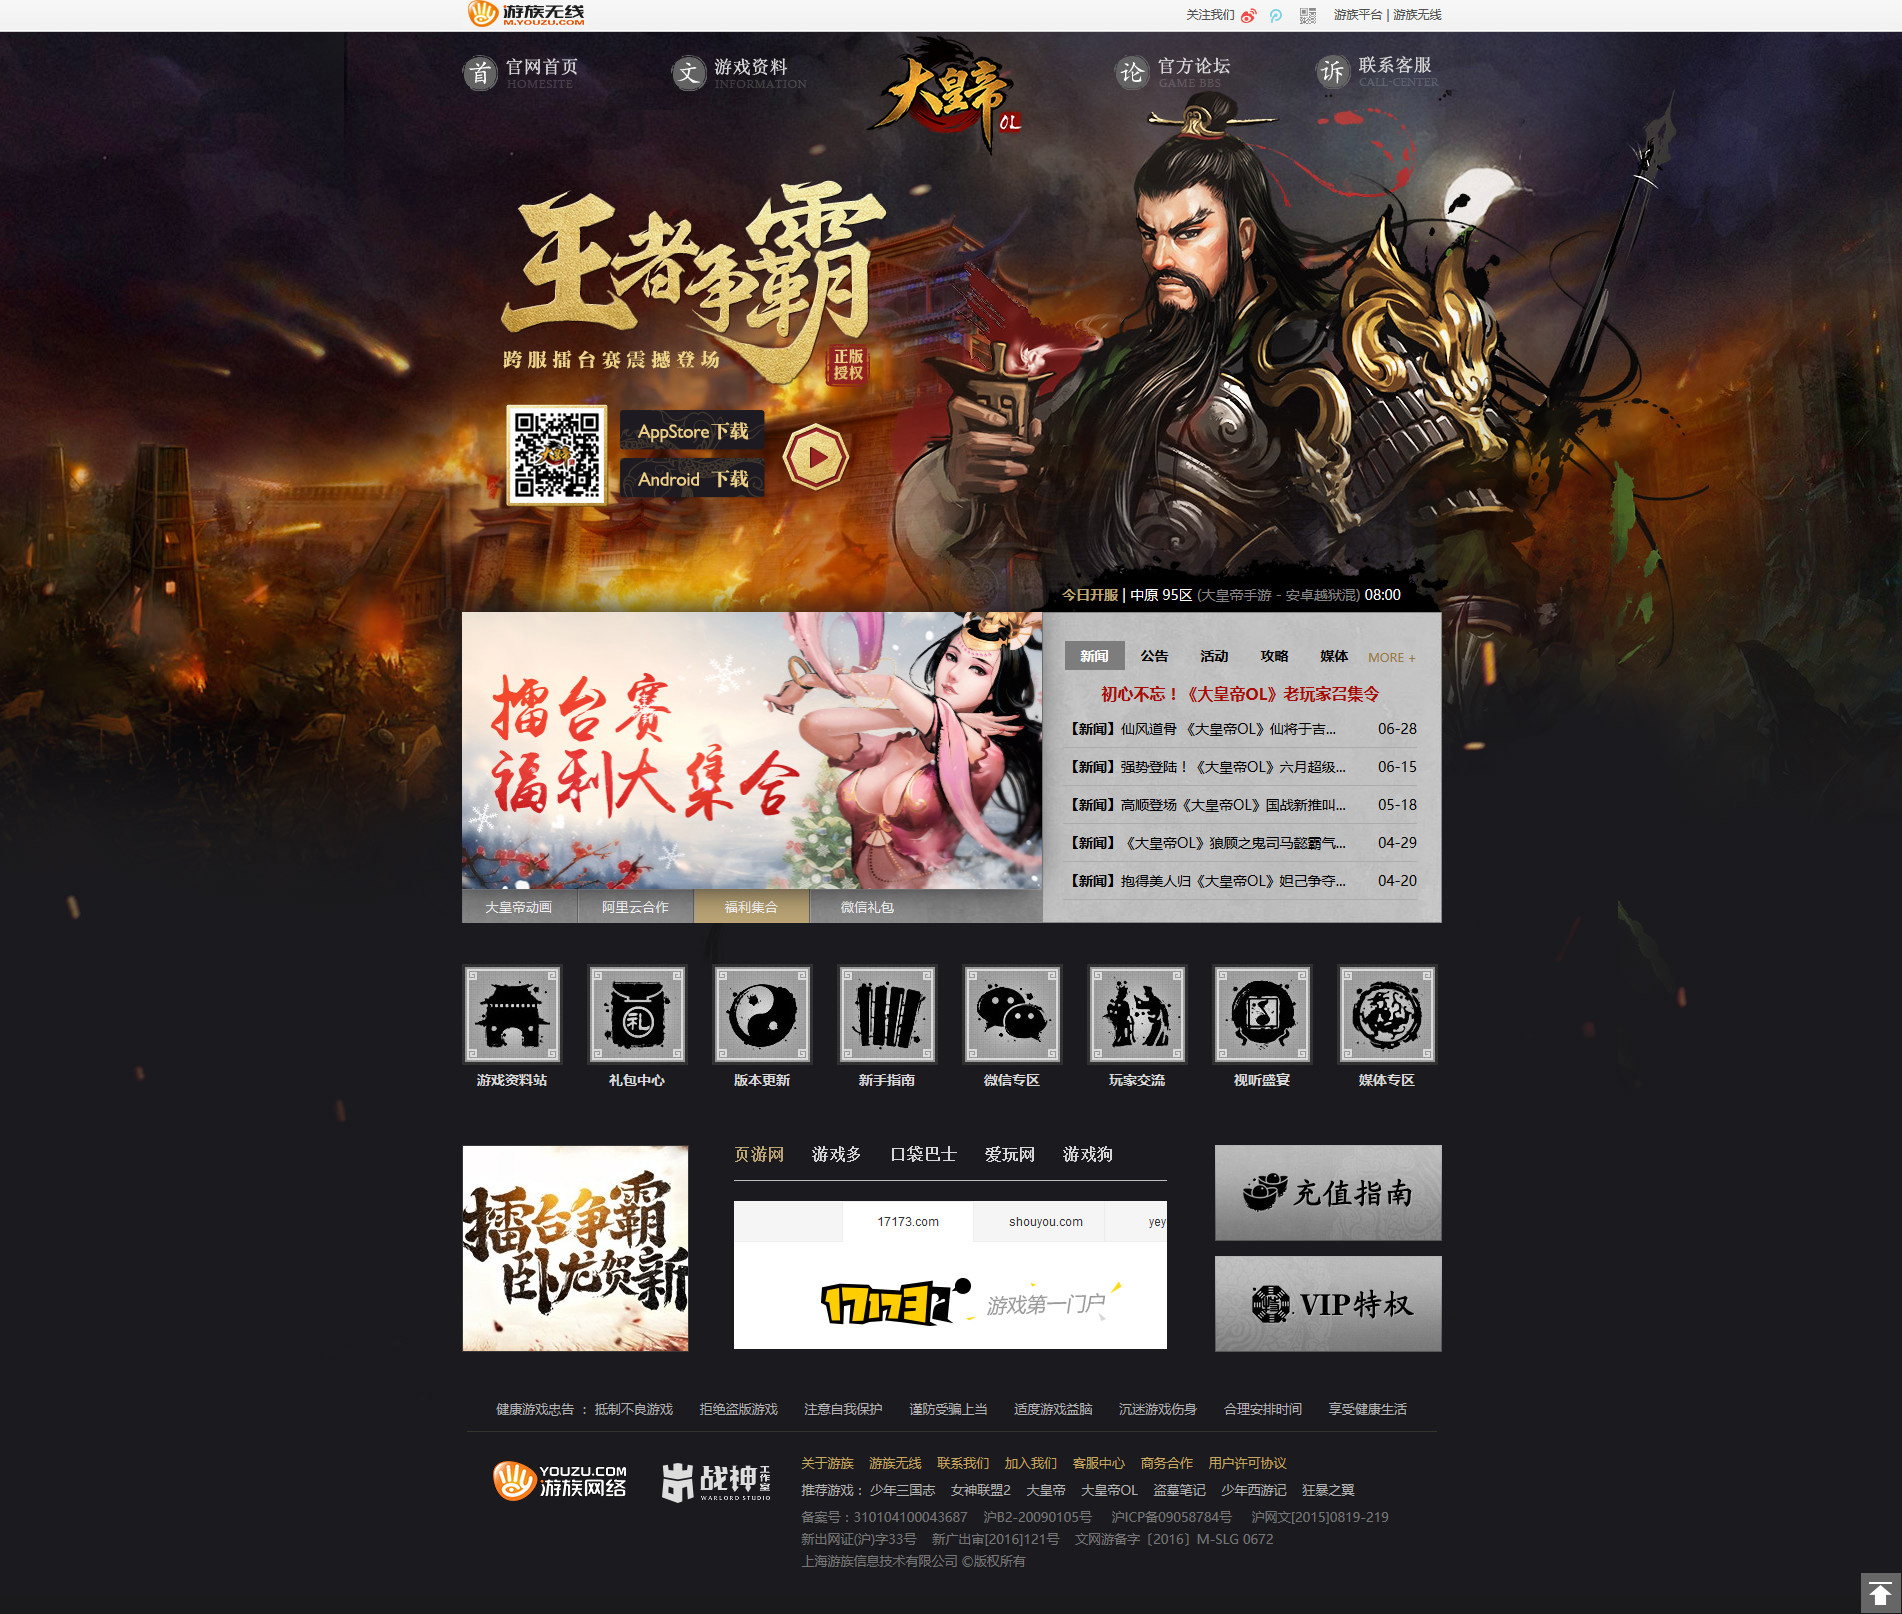 游族无线
M.YOUZU.COM
关注我们 游族平台 | 游族无线
首 官网首页 HOMESITE
文 游戏资料 INFORMATION
大皇帝 OL
论 官方论坛 GAME BBS
诉 联系客服 CALL-CENTER
王者争霸
跨服擂台赛震撼登场
正版授权
大皇帝
AppStore下载
Android 下载
今日开服 | 中原 95区 (大皇帝手游 - 安卓越狱混) 08:00
擂台赛
福利大集合
大皇帝动画 阿里云合作 福利集合 微信礼包
新闻 公告 活动 攻略 媒体 MORE +
初心不忘！《大皇帝OL》老玩家召集令
【新闻】仙风道骨 《大皇帝OL》仙将于吉... 06-28
【新闻】强势登陆！《大皇帝OL》六月超级... 06-15
【新闻】高顺登场《大皇帝OL》国战新推叫... 05-18
【新闻】《大皇帝OL》狼顾之鬼司马懿霸气... 04-29
【新闻】抱得美人归《大皇帝OL》妲己争夺... 04-20
礼
游戏资料站 礼包中心 版本更新 新手指南 微信专区 玩家交流 视听盛宴 媒体专区
擂台争霸
卧龙贺新
页游网 游戏多 口袋巴士 爱玩网 游戏狗
17173.com shouyou.com yey
17173 游戏第一门户
充值指南
VIP特权
健康游戏忠告 ： 抵制不良游戏 拒绝盗版游戏 注意自我保护 谨防受骗上当 适度游戏益脑 沉迷游戏伤身 合理安排时间 享受健康生活
YOUZU.COM
游族网络
战神工作室
WARLORD STUDIO
关于游族 游族无线 联系我们 加入我们 客服中心 商务合作 用户许可协议
推荐游戏： 少年三国志 女神联盟2 大皇帝 大皇帝OL 盗墓笔记 少年西游记 狂暴之翼
备案号：310104100043687 沪B2-20090105号 沪ICP备09058784号 沪网文[2015]0819-219
新出网证(沪)字33号 新广出审[2016]121号 文网游备字〔2016〕M-SLG 0672
上海游族信息技术有限公司 ©版权所有